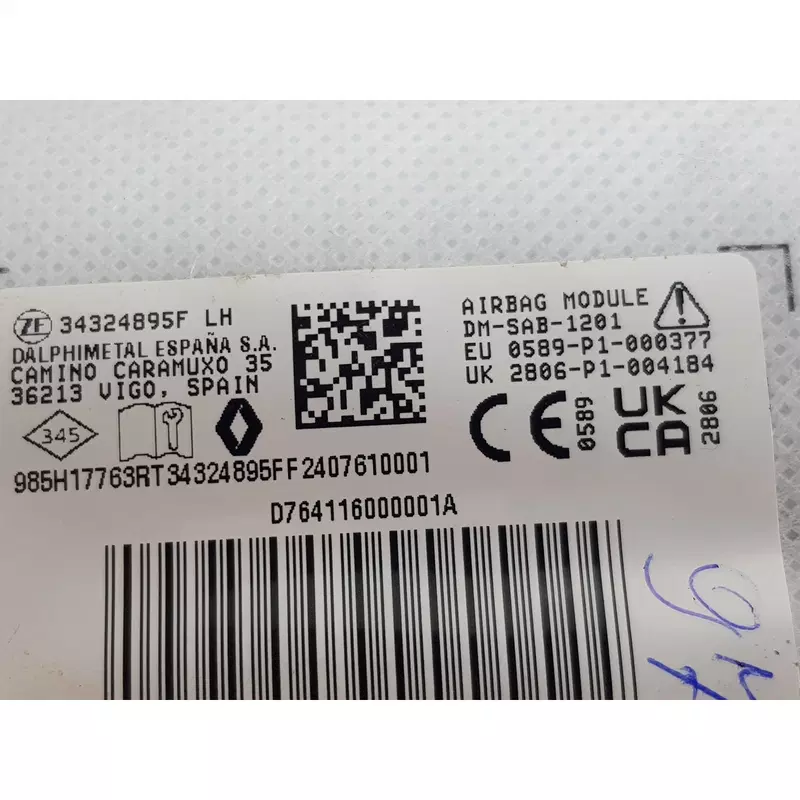 ZF 34324895F LH
DALPHIMETAL ESPAÑA S.A.
CAMINO CARAMUXO 35
36213 VIGO, SPAIN
345
985H17763RT34324895FF2407610001
D764116000001A
AIRBAG MODULE
DM-SAB-1201
EU 0589-P1-000377
UK 2806-P1-004184
CE 0589 UK CA 2806